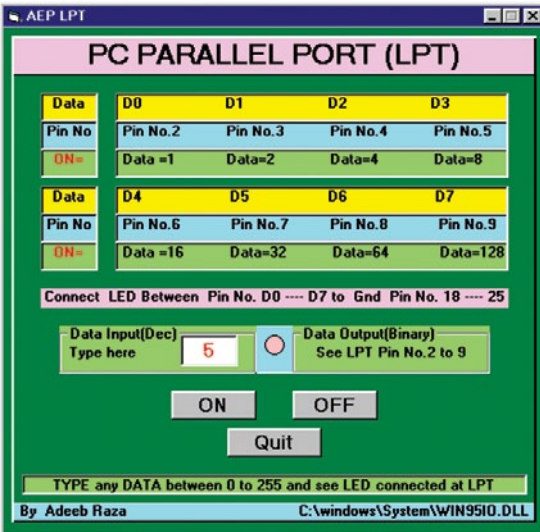 AEP LPT
PC PARALLEL PORT (LPT)
Data D0 D1 D2 D3
Pin No Pin No.2 Pin No.3 Pin No.4 Pin No.5
ON= Data =1 Data=2 Data=4 Data=8
Data D4 D5 D6 D7
Pin No Pin No.6 Pin No.7 Pin No.8 Pin No.9
ON= Data =16 Data=32 Data=64 Data=128
Connect LED Between Pin No. D0 ---- D7 to Gnd Pin No. 18 ---- 25
Data Input(Dec) Data Output(Binary)
Type here 5 See LPT Pin No.2 to 9
ON OFF
Quit
TYPE any DATA between 0 to 255 and see LED connected at LPT
By Adeeb Raza C:\windows\System\WIN95IO.DLL